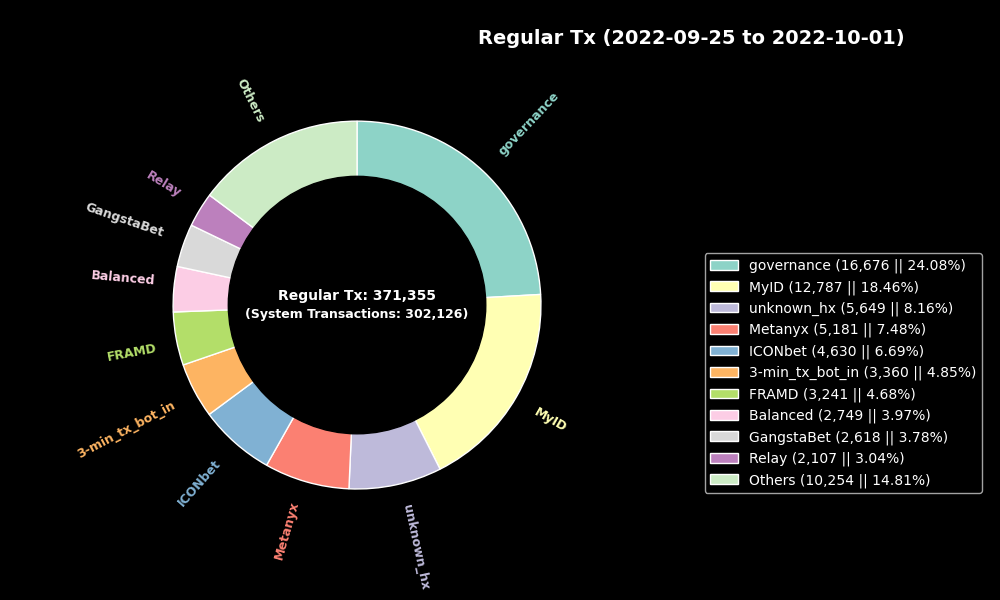 Regular Tx (2022-09-25 to 2022-10-01)
Others
governance
Relay
GangstaBet
Balanced
FRAMD
3-min_tx_bot_in
ICONbet
Metanyx
unknown_hx
MyID
Regular Tx: 371,355
(System Transactions: 302,126)
governance (16,676 || 24.08%)
MyID (12,787 || 18.46%)
unknown_hx (5,649 || 8.16%)
Metanyx (5,181 || 7.48%)
ICONbet (4,630 || 6.69%)
3-min_tx_bot_in (3,360 || 4.85%)
FRAMD (3,241 || 4.68%)
Balanced (2,749 || 3.97%)
GangstaBet (2,618 || 3.78%)
Relay (2,107 || 3.04%)
Others (10,254 || 14.81%)